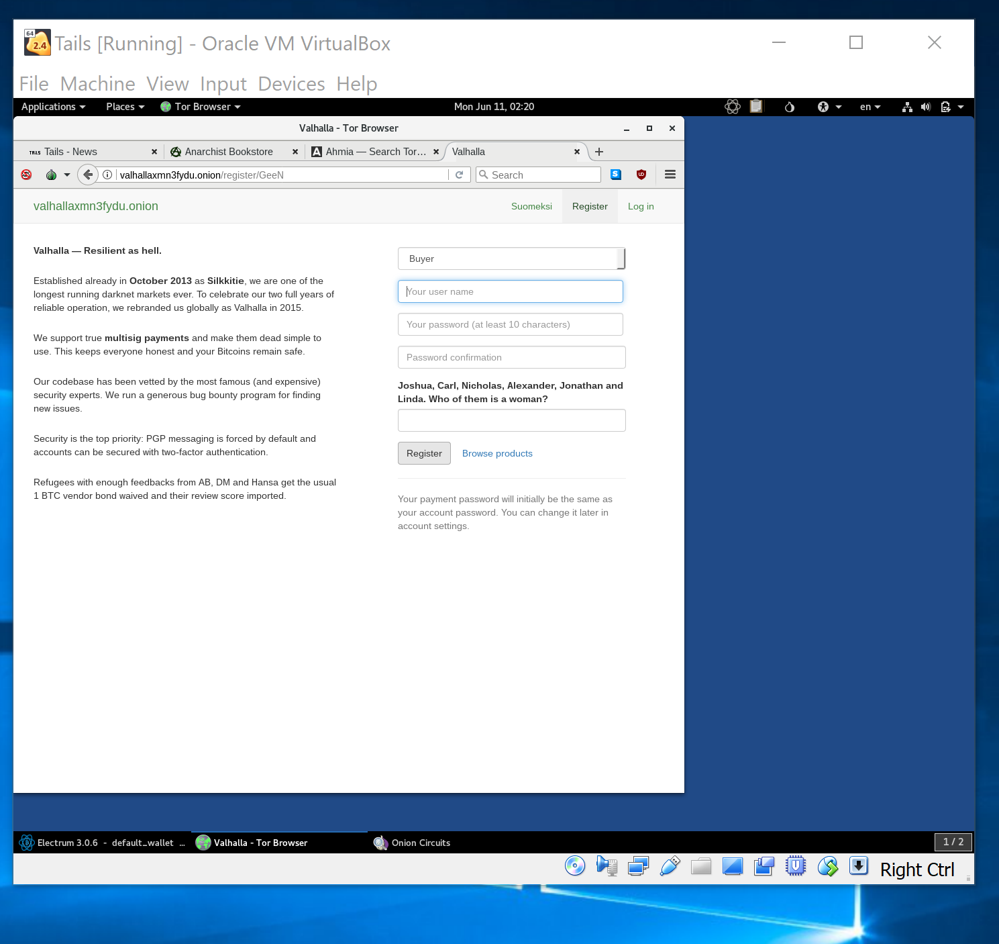 64
2.4
Tails [Running] - Oracle VM VirtualBox
File Machine View Input Devices Help
Applications Places Tor Browser Mon Jun 11, 02:20 en
Valhalla - Tor Browser
TAILS Tails - News Anarchist Bookstore A Ahmia — Search Tor... Valhalla
valhallaxmn3fydu.onion/register/GeeN Search S
valhallaxmn3fydu.onion Suomeksi Register Log in
Valhalla — Resilient as hell.
Established already in October 2013 as Silkkitie, we are one of the
longest running darknet markets ever. To celebrate our two full years of
reliable operation, we rebranded us globally as Valhalla in 2015.
We support true multisig payments and make them dead simple to
use. This keeps everyone honest and your Bitcoins remain safe.
Our codebase has been vetted by the most famous (and expensive)
security experts. We run a generous bug bounty program for finding
new issues.
Security is the top priority: PGP messaging is forced by default and
accounts can be secured with two-factor authentication.
Refugees with enough feedbacks from AB, DM and Hansa get the usual
1 BTC vendor bond waived and their review score imported.
Buyer
Your user name
Your password (at least 10 characters)
Password confirmation
Joshua, Carl, Nicholas, Alexander, Jonathan and
Linda. Who of them is a woman?
Register Browse products
Your payment password will initially be the same as
your account password. You can change it later in
account settings.
Electrum 3.0.6 - default_wallet ... Valhalla - Tor Browser Onion Circuits 1 / 2
Right Ctrl